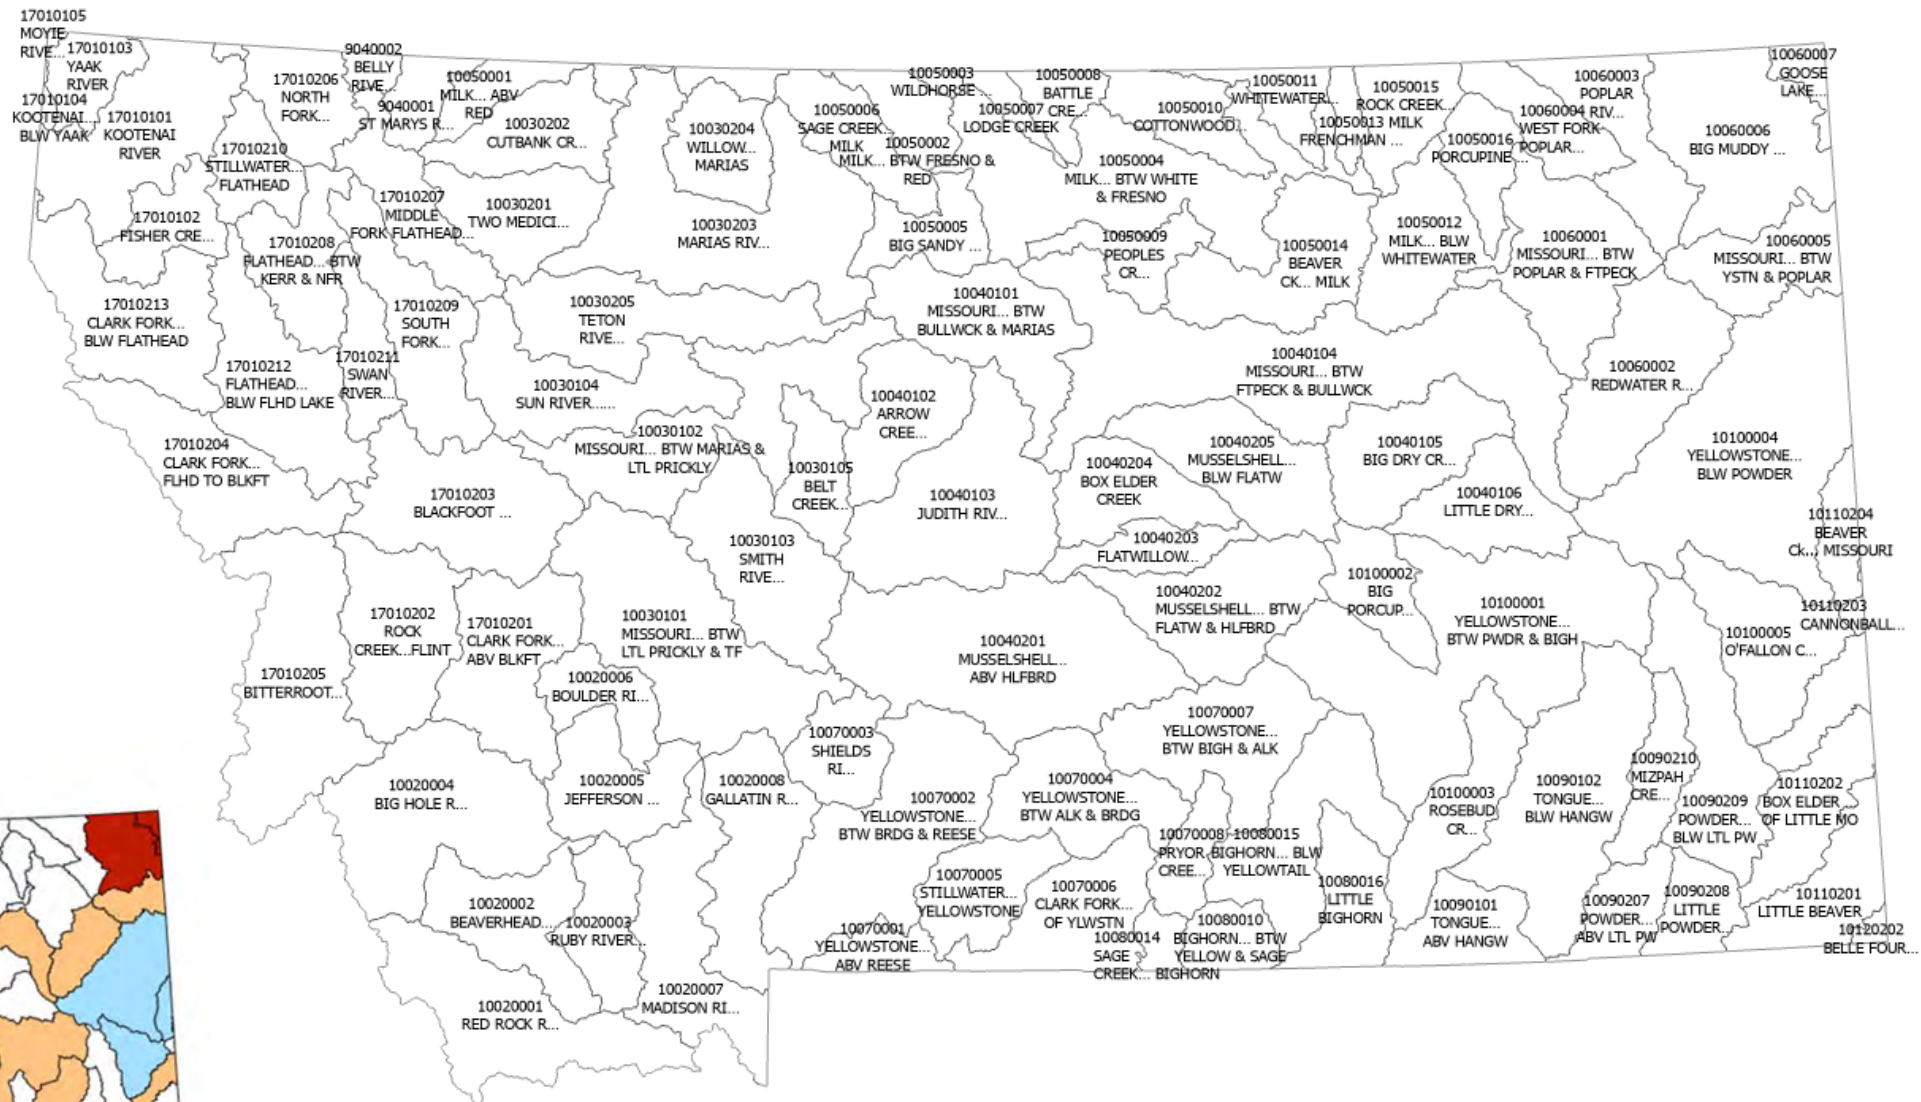 17010105
MOYIE
RIVE...
17010103
YAAK
RIVER
17010104
KOOTENAI...
BLW YAAK
17010101
KOOTENAI
RIVER
17010206
NORTH
FORK...
9040002
BELLY
RIVE...
9040001
ST MARYS R...
10050001
MILK... ABV
RED
10030202
CUTBANK CR...
10030204
WILLOW...
MARIAS
10050006
SAGE CREEK...
MILK
10050003
WILDHORSE ...
10050002
MILK... BTW FRESNO &
RED
10050007
LODGE CREEK
10050008
BATTLE
CRE...
10050010
COTTONWOOD...
10050011
WHITEWATER...
10050013
FRENCHMAN ...
10050015
ROCK CREEK...
MILK
10050016
PORCUPINE ...
10060004
WEST FORK
POPLAR...
10060003
POPLAR
RIV...
10060006
BIG MUDDY ...
10060007
GOOSE
LAKE...
17010210
STILLWATER...
FLATHEAD
17010102
FISHER CRE...
17010208
FLATHEAD... BTW
KERR & NFR
17010207
MIDDLE
FORK FLATHEAD...
10030201
TWO MEDICI...
10030203
MARIAS RIV...
10050005
BIG SANDY ...
10050004
MILK... BTW WHITE
& FRESNO
10050009
PEOPLES
CR...
10050014
BEAVER
CK... MILK
10050012
MILK... BLW
WHITEWATER
10060001
MISSOURI... BTW
POPLAR & FTPECK
10060005
MISSOURI... BTW
YSTN & POPLAR
17010213
CLARK FORK...
BLW FLATHEAD
17010212
FLATHEAD...
BLW FLHD LAKE
17010211
SWAN
RIVER...
17010209
SOUTH
FORK...
10030205
TETON
RIVE...
10030104
SUN RIVER......
10040101
MISSOURI... BTW
BULLWCK & MARIAS
10040102
ARROW
CREE...
10040104
MISSOURI... BTW
FTPECK & BULLWCK
10060002
REDWATER R...
17010204
CLARK FORK...
FLHD TO BLKFT
17010203
BLACKFOOT ...
10030102
MISSOURI... BTW MARIAS &
LTL PRICKLY
10030105
BELT
CREEK...
10040103
JUDITH RIV...
10040204
BOX ELDER
CREEK
10040205
MUSSELSHELL...
BLW FLATW
10040105
BIG DRY CR...
10040106
LITTLE DRY...
10100004
YELLOWSTONE...
BLW POWDER
10110204
BEAVER
Ck... MISSOURI
10030103
SMITH
RIVE...
10040203
FLATWILLOW...
10040202
MUSSELSHELL... BTW
FLATW & HLFBRD
10100002
BIG
PORCUP...
10100001
YELLOWSTONE...
BTW PWDR & BIGH
10100005
O'FALLON C...
10110203
CANNONBALL...
17010205
BITTERROOT...
17010202
ROCK
CREEK...FLINT
17010201
CLARK FORK...
ABV BLKFT
10030101
MISSOURI... BTW
LTL PRICKLY & TF
10020006
BOULDER RI...
10040201
MUSSELSHELL...
ABV HLFBRD
10020004
BIG HOLE R...
10020005
JEFFERSON ...
10020008
GALLATIN R...
10070003
SHIELDS
RI...
10070002
YELLOWSTONE...
BTW BRDG & REESE
10070004
YELLOWSTONE...
BTW ALK & BRDG
10070007
YELLOWSTONE...
BTW BIGH & ALK
10070008
PRYOR
CREE...
10080015
BIGHORN... BLW
YELLOWTAIL
10100003
ROSEBUD
CR...
10090102
TONGUE...
BLW HANGW
10090210
MIZPAH
CRE...
10090209
POWDER...
BLW LTL PW
10110202
BOX ELDER ...
OF LITTLE MO
10020002
BEAVERHEAD...
10020003
RUBY RIVER...
10070001
YELLOWSTONE...
ABV REESE
10070005
STILLWATER...
YELLOWSTONE
10070006
CLARK FORK...
OF YLWSTN
10080014
SAGE
CREEK... BIGHORN
10080010
BIGHORN... BTW
YELLOW & SAGE
10080016
LITTLE
BIGHORN
10090101
TONGUE...
ABV HANGW
10090207
POWDER...
ABV LTL PW
10090208
LITTLE
POWDER...
10110201
LITTLE BEAVER
10120202
BELLE FOUR...
10020001
RED ROCK R...
10020007
MADISON RI...